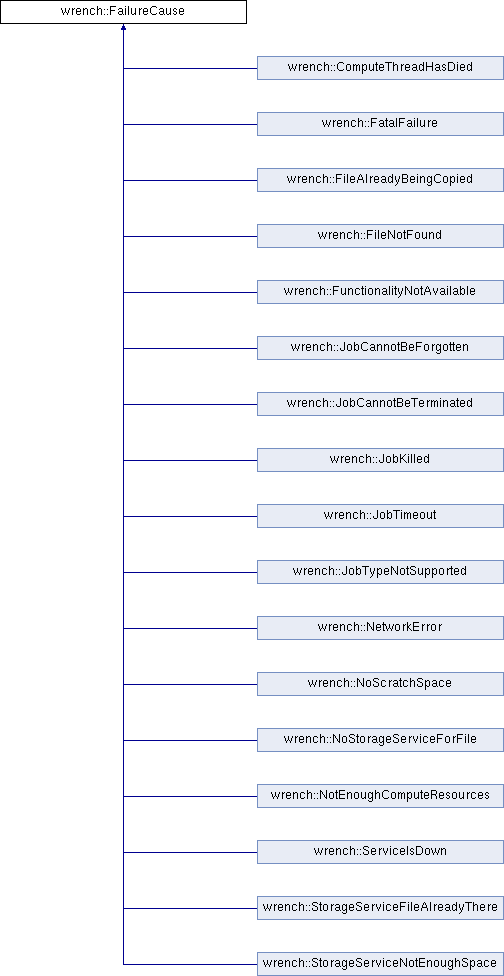 wrench::FailureCause
wrench::ComputeThreadHasDied
wrench::FatalFailure
wrench::FileAlreadyBeingCopied
wrench::FileNotFound
wrench::FunctionalityNotAvailable
wrench::JobCannotBeForgotten
wrench::JobCannotBeTerminated
wrench::JobKilled
wrench::JobTimeout
wrench::JobTypeNotSupported
wrench::NetworkError
wrench::NoScratchSpace
wrench::NoStorageServiceForFile
wrench::NotEnoughComputeResources
wrench::ServiceIsDown
wrench::StorageServiceFileAlreadyThere
wrench::StorageServiceNotEnoughSpace